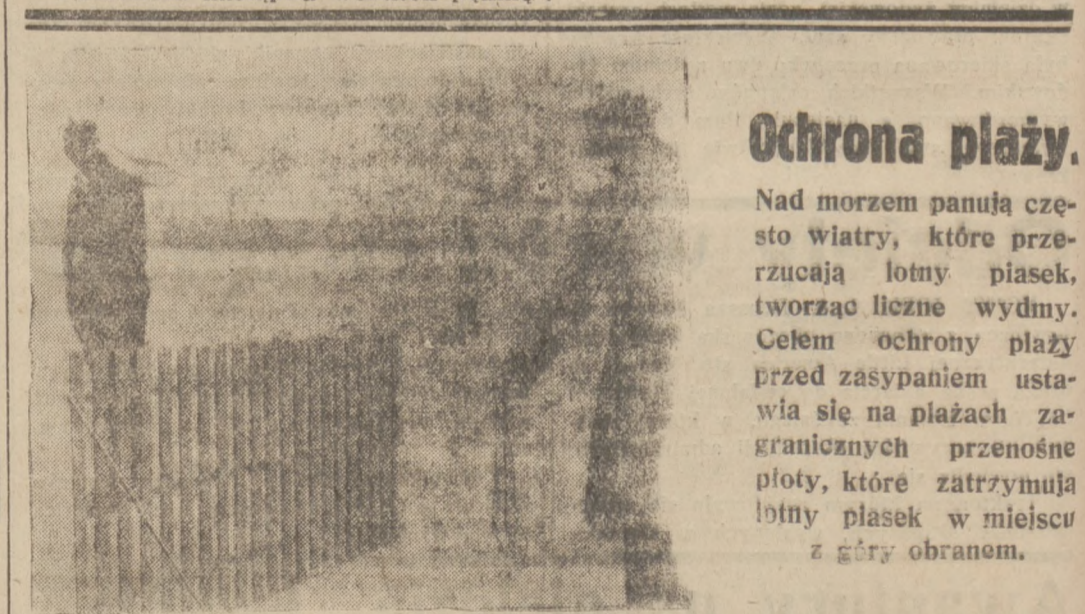 Ochrona plaży.
Nad morzem panują czę-
sto wiatry, które prze-
rzucają lotny piasek,
tworząc liczne wydmy.
Celem ochrony plaży
przed zasypaniem usta-
wia się na plażach za-
granicznych przenośne
płoty, które zatrzymują
lotny piasek w miejscu
z góry obranem.